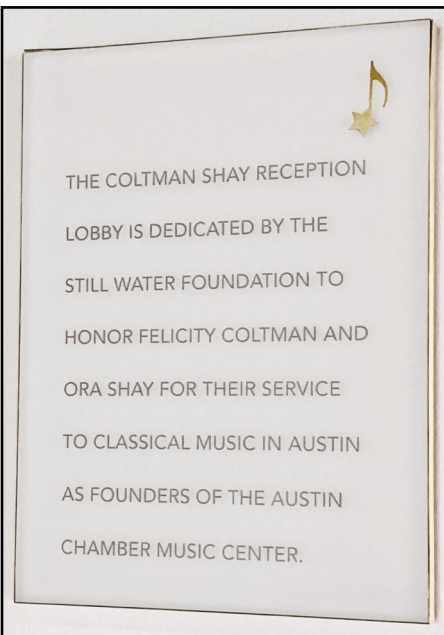 THE COLTMAN SHAY RECEPTION
LOBBY IS DEDICATED BY THE
STILL WATER FOUNDATION TO
HONOR FELICITY COLTMAN AND
ORA SHAY FOR THEIR SERVICE
TO CLASSICAL MUSIC IN AUSTIN
AS FOUNDERS OF THE AUSTIN
CHAMBER MUSIC CENTER.